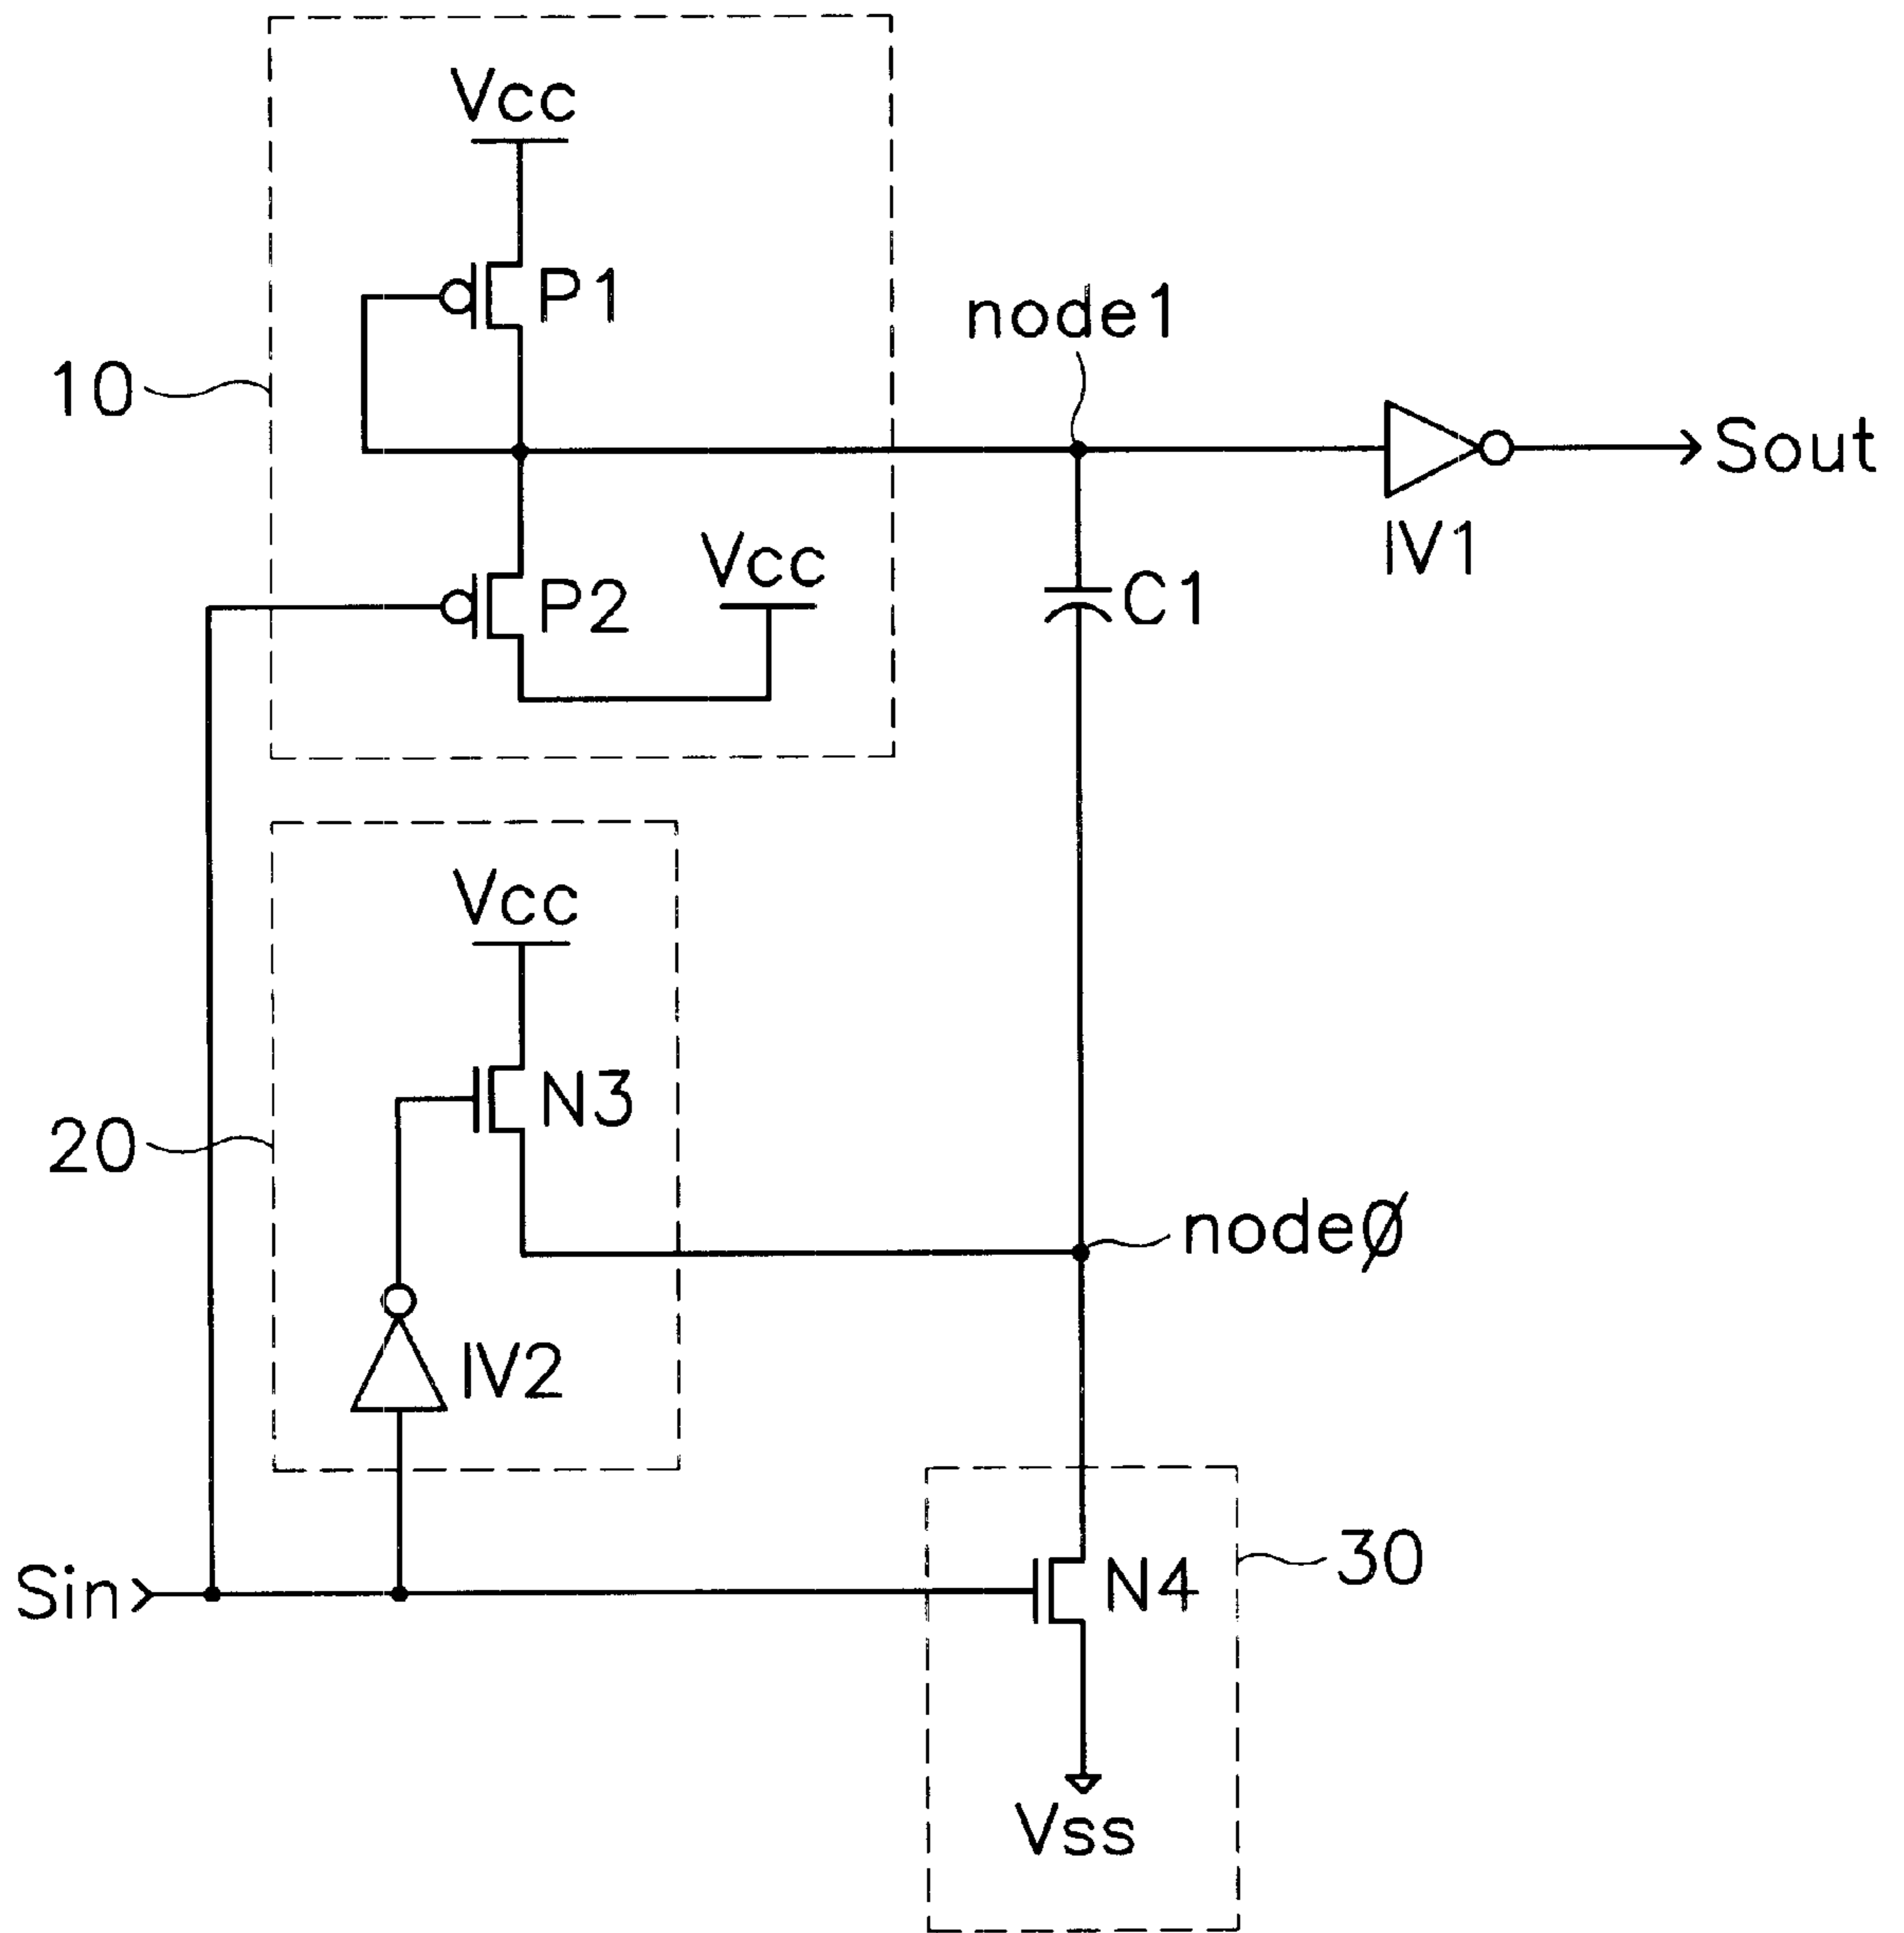 Vcc
P1
node1
10
Sout
IV1
Vcc
P2
C1
Vcc
N3
20
nodeØ
IV2
30
Sin
N4
Vss